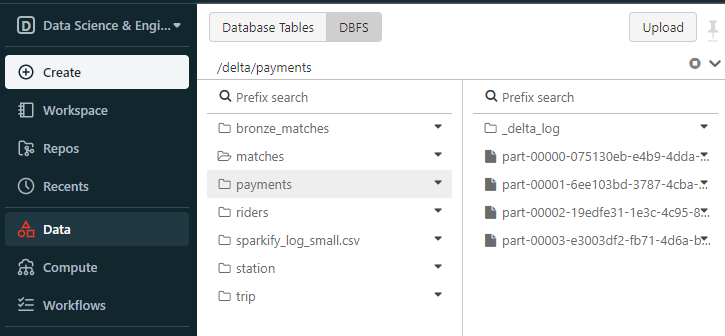 D Data Science & Engi...
Create
Workspace
Repos
Recents
Data
Compute
Workflows
Database Tables DBFS Upload
/delta/payments
Prefix search
bronze_matches
matches
payments
riders
sparkify_log_small.csv
station
trip
Prefix search
_delta_log
part-00000-075130eb-e4b9-4dda-...
part-00001-6ee103bd-3787-4cba-...
part-00002-19edfe31-1e3c-4c95-8...
part-00003-e3003df2-fb71-4d6a-b...